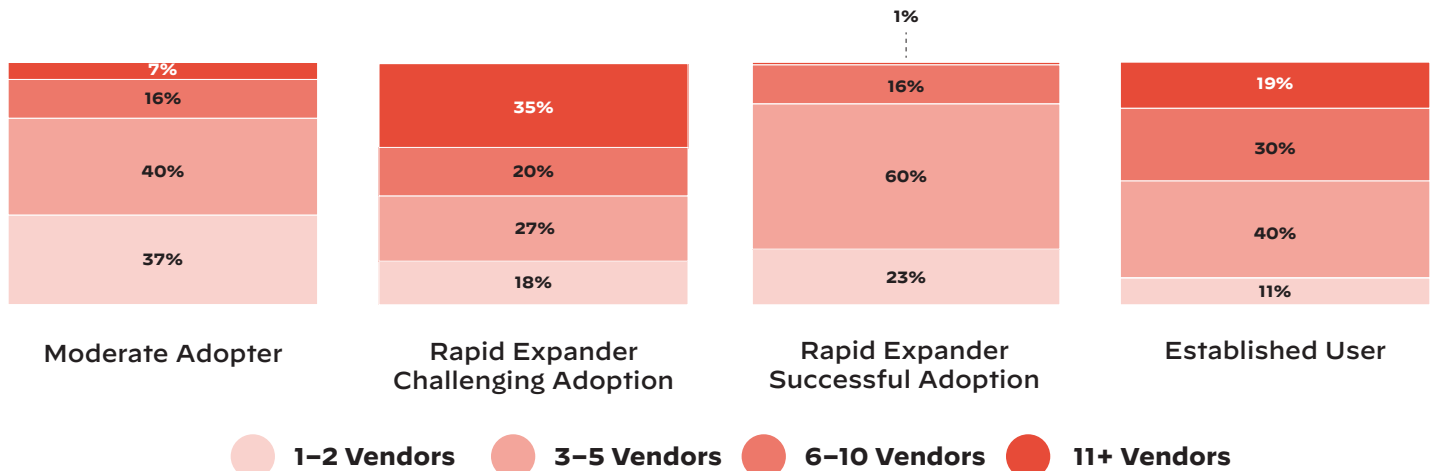 1%
7%
16%
40%
37%
35%
20%
27%
18%
16%
60%
23%
19%
30%
40%
11%
Moderate Adopter
Rapid Expander
Challenging Adoption
Rapid Expander
Successful Adoption
Established User
1–2 Vendors
3–5 Vendors
6–10 Vendors
11+ Vendors